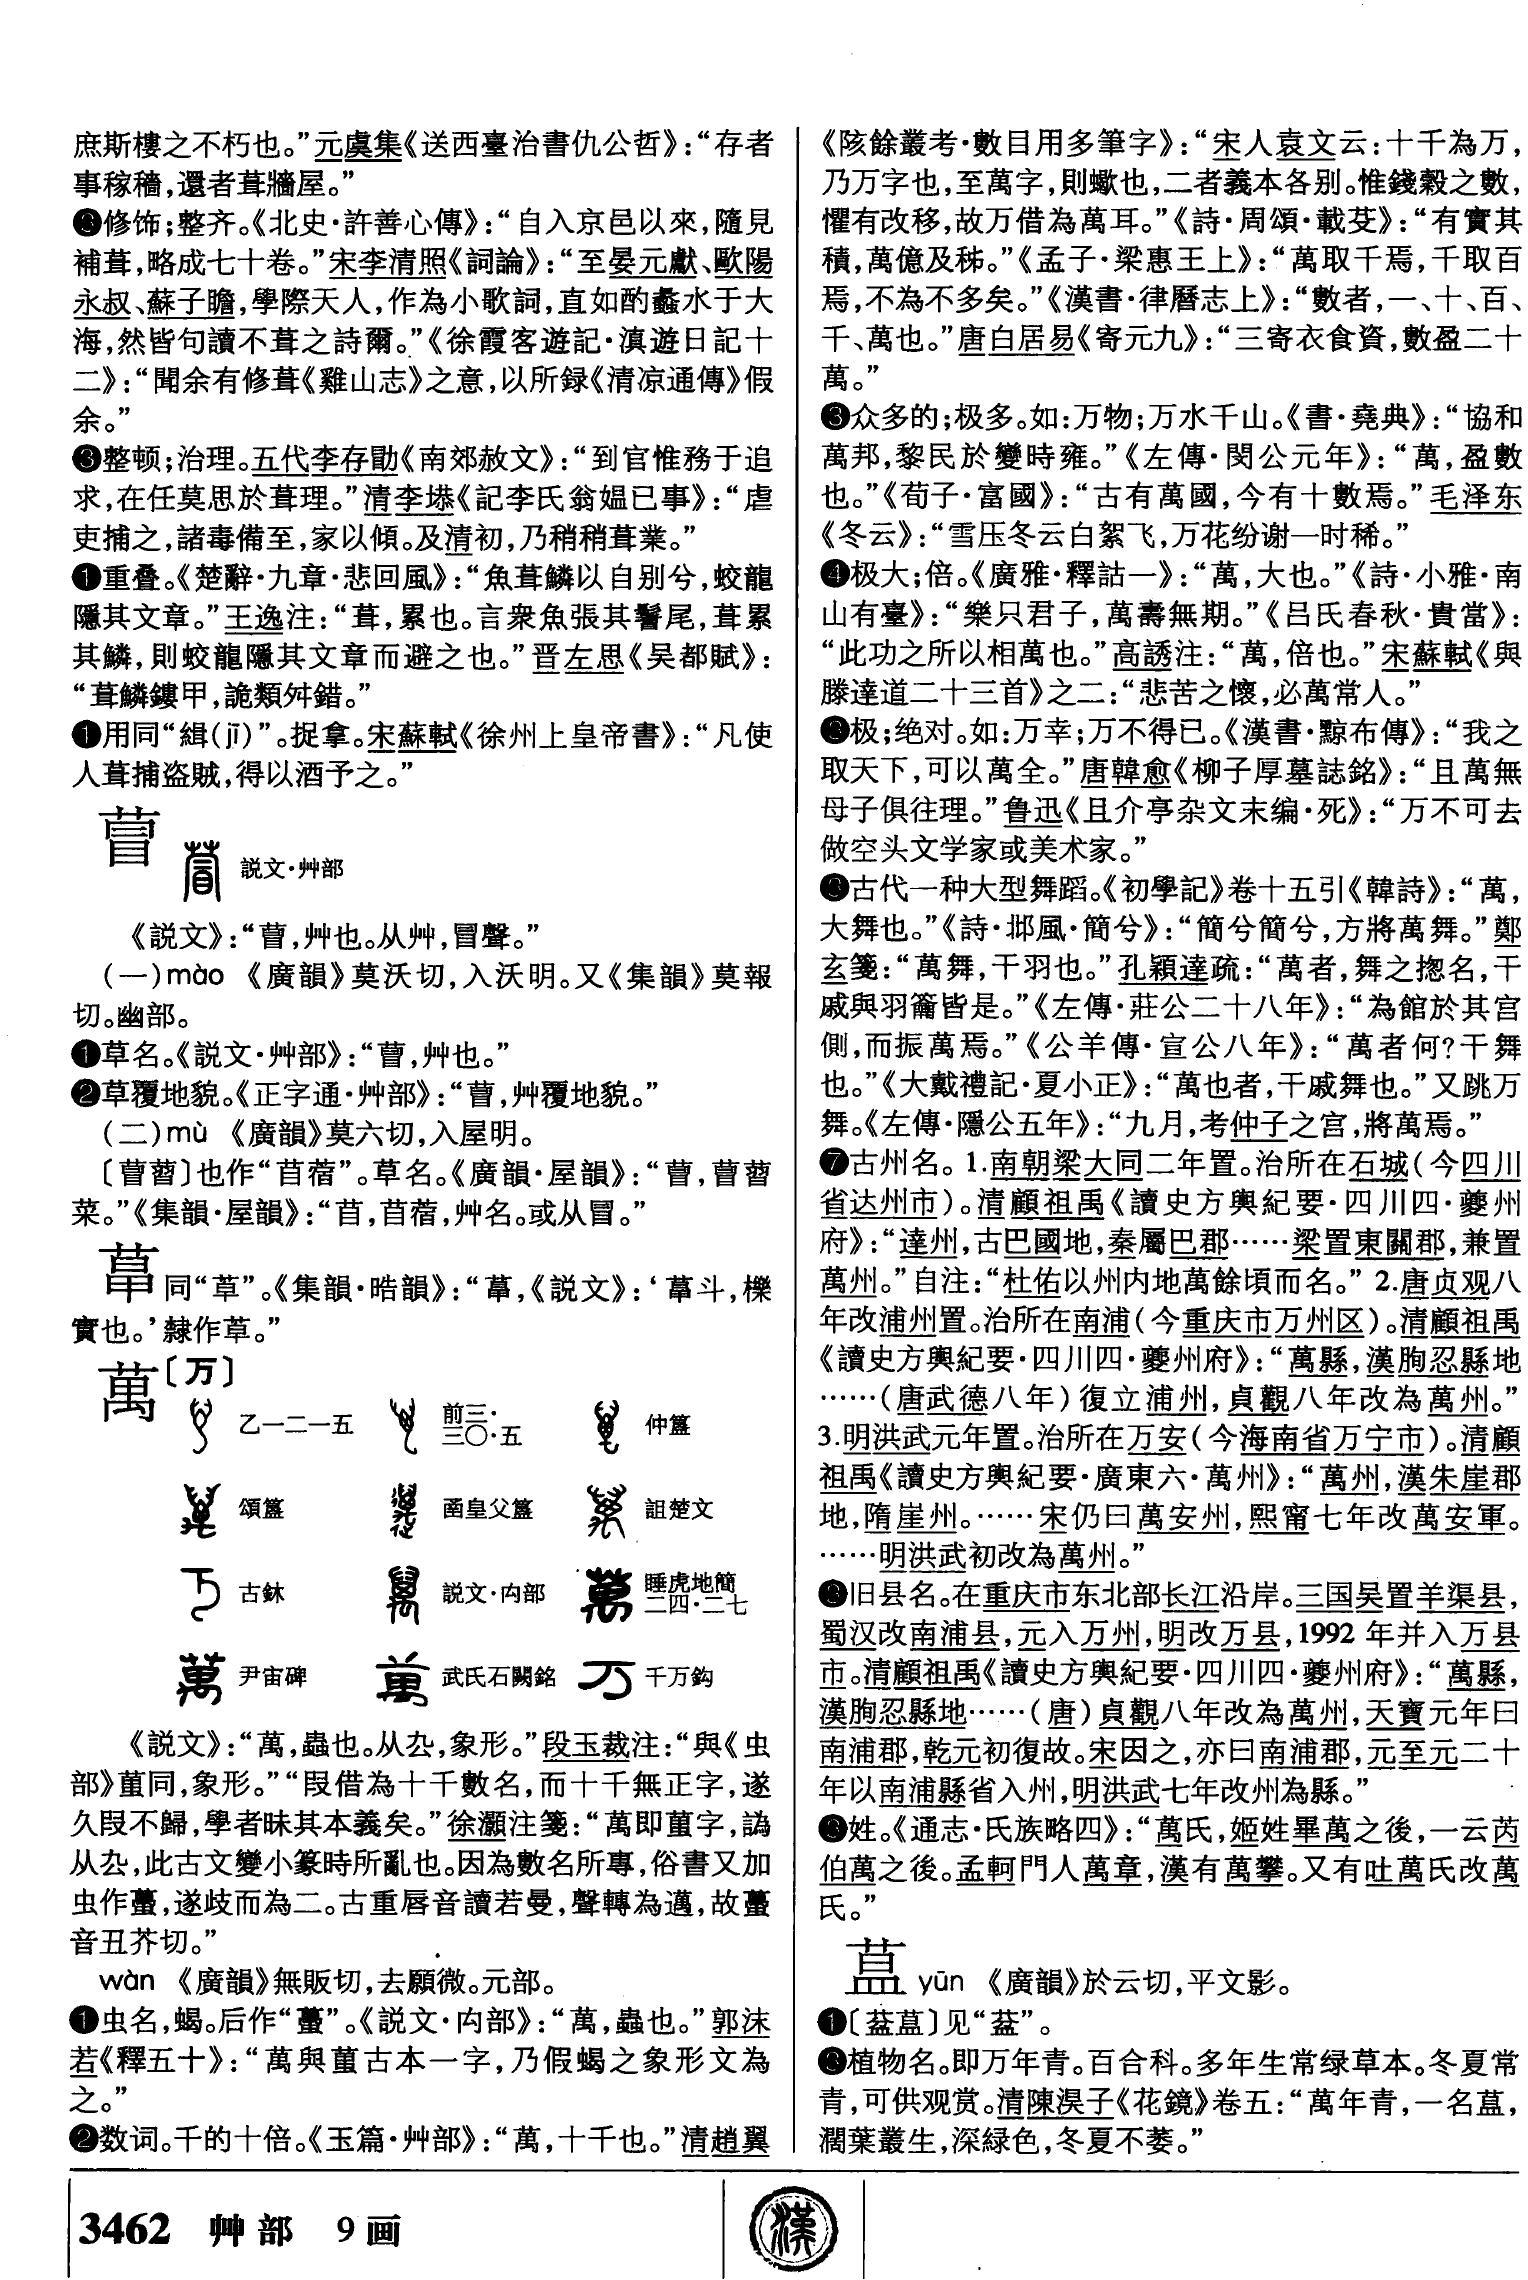 庶斯樓之不朽也。”元虞集《送西臺治書仇公哲》：“存者
事稼穡，還者葺牆屋。”
修饰；整齐。《北史·許善心傳》：“自入京邑以來，隨見
補葺，略成七十卷。”宋李清照《詞論》：“至晏元獻、歐陽
永叔、蘇子瞻，學際天人，作為小歌詞，直如酌蠡水于大
海，然皆句讀不葺之詩爾。”《徐霞客遊記·滇遊日記十
二》：“聞余有修葺《雞山志》之意，以所録《清凉通傳》假
余。”
❸整顿；治理。五代李存勖《南郊赦文》：“到官惟務于追
求，在任莫思於葺理。”清李塨《記李氏翁媪已事》：“虐
吏捕之，諸毒備至，家以傾。及清初，乃稍稍葺業。”
❶重叠。《楚辭·九章·悲回風》：“魚葺鱗以自别兮，蛟龍
隱其文章。”王逸注：“葺，累也。言衆魚張其鬐尾，葺累
其鱗，則蛟龍隱其文章而避之也。”晋左思《吴都賦》：
“葺鱗鏤甲，詭類舛錯。”
❶用同“緝(jī)”。捉拿。宋蘇軾《徐州上皇帝書》：“凡使
人葺捕盗賊，得以酒予之。”
萺
説文·艸部
《説文》：“萺，艸也。从艸，冒聲。”
(一)mào 《廣韻》莫沃切，入沃明。又《集韻》莫報
切。幽部。
❶草名。《説文·艸部》：“萺，艸也。”
❷草覆地貌。《正字通·艸部》：“萺，艸覆地貌。”
(二)mù 《廣韻》莫六切，入屋明。
〔萺蓿〕也作“苜蓿”。草名。《廣韻·屋韻》：“萺，萺蓿
菜。”《集韻·屋韻》：“苜，苜蓿，艸名。或从冒。”
同“草”。《集韻·晧韻》：“，《説文》：‘斗，櫟
實也。’隸作草。”
萬〔万〕
乙一二一五 前三·三〇·五 仲簋
頌簋 函皇父簋 詛楚文
古鉥 説文·禸部 睡虎地簡二四·二七
尹宙碑 武氏石闕銘 千万鈎
《説文》：“萬，蟲也。从厹，象形。”段玉裁注：“與《虫
部》萬同，象形。”“叚借為十千數名，而十千無正字，遂
久叚不歸，學者昧其本義矣。”徐灝注箋：“萬即萬字，譌
从厹，此古文變小篆時所亂也。因為數名所專，俗書又加
虫作蠆，遂歧而為二。古重唇音讀若曼，聲轉為邁，故蠆
音丑芥切。”
wàn 《廣韻》無販切，去願微。元部。
❶虫名，蝎。后作“蠆”。《説文·禸部》：“萬，蟲也。”郭沫
若《釋五十》：“萬與萬古本一字，乃假蝎之象形文為
之。”
❷数词。千的十倍。《玉篇·艸部》：“萬，十千也。”清趙翼
《陔餘叢考·數目用多筆字》：“宋人袁文云：十千為万，
乃万字也，至萬字，則蠍也，二者義本各别。惟錢穀之數，
懼有改移，故万借為萬耳。”《詩·周頌·載芟》：“有實其
積，萬億及秭。”《孟子·梁惠王上》：“萬取千焉，千取百
焉，不為不多矣。”《漢書·律曆志上》：“數者，一、十、百、
千、萬也。”唐白居易《寄元九》：“三寄衣食資，數盈二十
萬。”
❸众多的；极多。如：万物；万水千山。《書·堯典》：“協和
萬邦，黎民於變時雍。”《左傳·閔公元年》：“萬，盈數
也。”《荀子·富國》：“古有萬國，今有十數焉。”毛泽东
《冬云》：“雪压冬云白絮飞，万花纷谢一时稀。”
❹极大；倍。《廣雅·釋詁一》：“萬，大也。”《詩·小雅·南
山有臺》：“樂只君子，萬壽無期。”《吕氏春秋·貴當》：
“此功之所以相萬也。”高誘注：“萬，倍也。”宋蘇軾《與
滕達道二十三首》之二：“悲苦之懷，必萬常人。”
极；绝对。如：万幸；万不得已。《漢書·黥布傳》：“我之
取天下，可以萬全。”唐韓愈《柳子厚墓誌銘》：“且萬無
母子俱往理。”鲁迅《且介亭杂文末编·死》：“万不可去
做空头文学家或美术家。”
古代一种大型舞蹈。《初學記》卷十五引《韓詩》：“萬，
大舞也。”《詩·邶風·簡兮》：“簡兮簡兮，方將萬舞。”鄭
玄箋：“萬舞，干羽也。”孔穎達疏：“萬者，舞之揔名，干
戚與羽籥皆是。”《左傳·莊公二十八年》：“為館於其宫
側，而振萬焉。”《公羊傳·宣公八年》：“萬者何？干舞
也。”《大戴禮記·夏小正》：“萬也者，干戚舞也。”又跳万
舞。《左傳·隱公五年》：“九月，考仲子之宫，將萬焉。”
❼古州名。1.南朝梁大同二年置。治所在石城(今四川
省达州市)。清顧祖禹《讀史方輿紀要·四川四·夔州
府》：“達州，古巴國地，秦屬巴郡……梁置東關郡，兼置
萬州。”自注：“杜佑以州内地萬餘頃而名。”2.唐贞观八
年改浦州置。治所在南浦(今重庆市万州区)。清顧祖禹
《讀史方輿紀要·四川四·夔州府》：“萬縣，漢朐忍縣地
……(唐武德八年)復立浦州，貞觀八年改為萬州。”
3.明洪武元年置。治所在万安(今海南省万宁市)。清顧
祖禹《讀史方輿紀要·廣東六·萬州》：“萬州，漢朱崖郡
地，隋崖州。……宋仍曰萬安州，熙甯七年改萬安軍。
……明洪武初改為萬州。”
旧县名。在重庆市东北部长江沿岸。三国吴置羊渠县，
蜀汉改南浦县，元入万州，明改万县，1992年并入万县
市。清顧祖禹《讀史方輿紀要·四川四·夔州府》：“萬縣，
漢朐忍縣地……(唐)貞觀八年改為萬州，天寶元年曰
南浦郡，乾元初復故。宋因之，亦曰南浦郡，元至元二十
年以南浦縣省入州，明洪武七年改州為縣。”
姓。《通志·氏族略四》：“萬氏，姬姓畢萬之後，一云芮
伯萬之後。孟軻門人萬章，漢有萬攀。又有吐萬氏改萬
氏。”
蒀 yūn 《廣韻》於云切，平文影。
❶〔葐蒀〕见“葐”。
植物名。即万年青。百合科。多年生常绿草本。冬夏常
青，可供观赏。清陳淏子《花鏡》卷五：“萬年青，一名蒀，
濶葉叢生，深緑色，冬夏不萎。”
3462 艸部 9画
漢